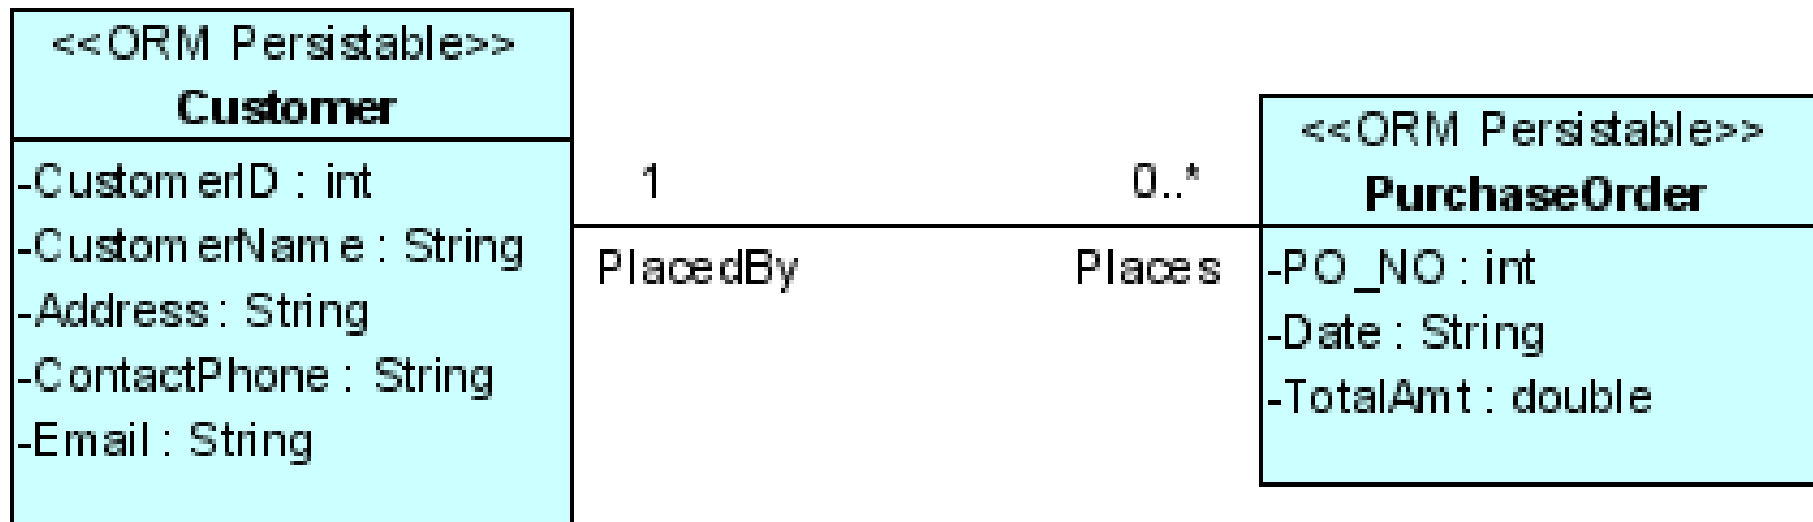 <<ORM Persistable>>
Customer
-CustomerID : int
-CustomerName : String
-Address : String
-ContactPhone : String
-Email : String
1
0..*
PlacedBy
Places
<<ORM Persistable>>
PurchaseOrder
-PO_NO : int
-Date : String
-TotalAmt : double